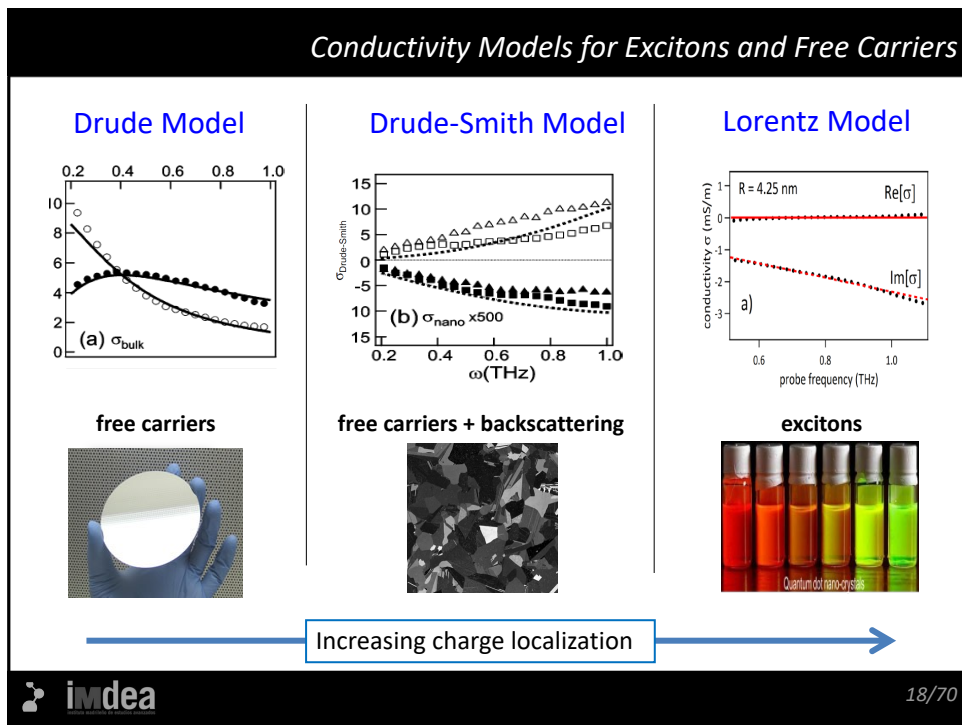 Conductivity Models for Excitons and Free Carriers
Drude Model
0.2 0.4 0.6 0.8 1.0
10
8
6
4
2
0
(a) σbulk
free carriers
Drude-Smith Model
σDrude-Smith
15
10
5
0
5
10
15
(b) σnano x500
0.2 0.4 0.6 0.8 1.0
ω(THz)
free carriers + backscattering
Lorentz Model
conductivity σ (mS/m)
1
0
-1
-2
-3
R = 4.25 nm
Re[σ]
Im[σ]
a)
0.6 0.8 1.0
probe frequency (THz)
excitons
Quantum dot nano-crystals
Increasing charge localization
imdea
18/70